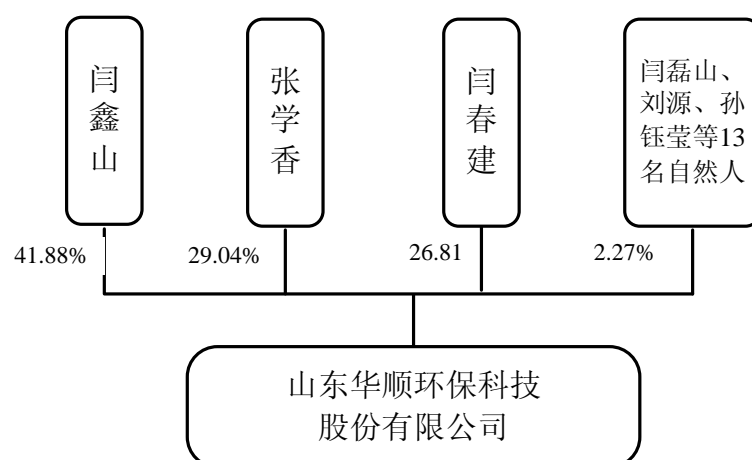 闫鑫山
张学香
闫春建
闫磊山、
刘源、孙
钰莹等13
名自然人
41.88%
29.04%
26.81
2.27%
山东华顺环保科技
股份有限公司